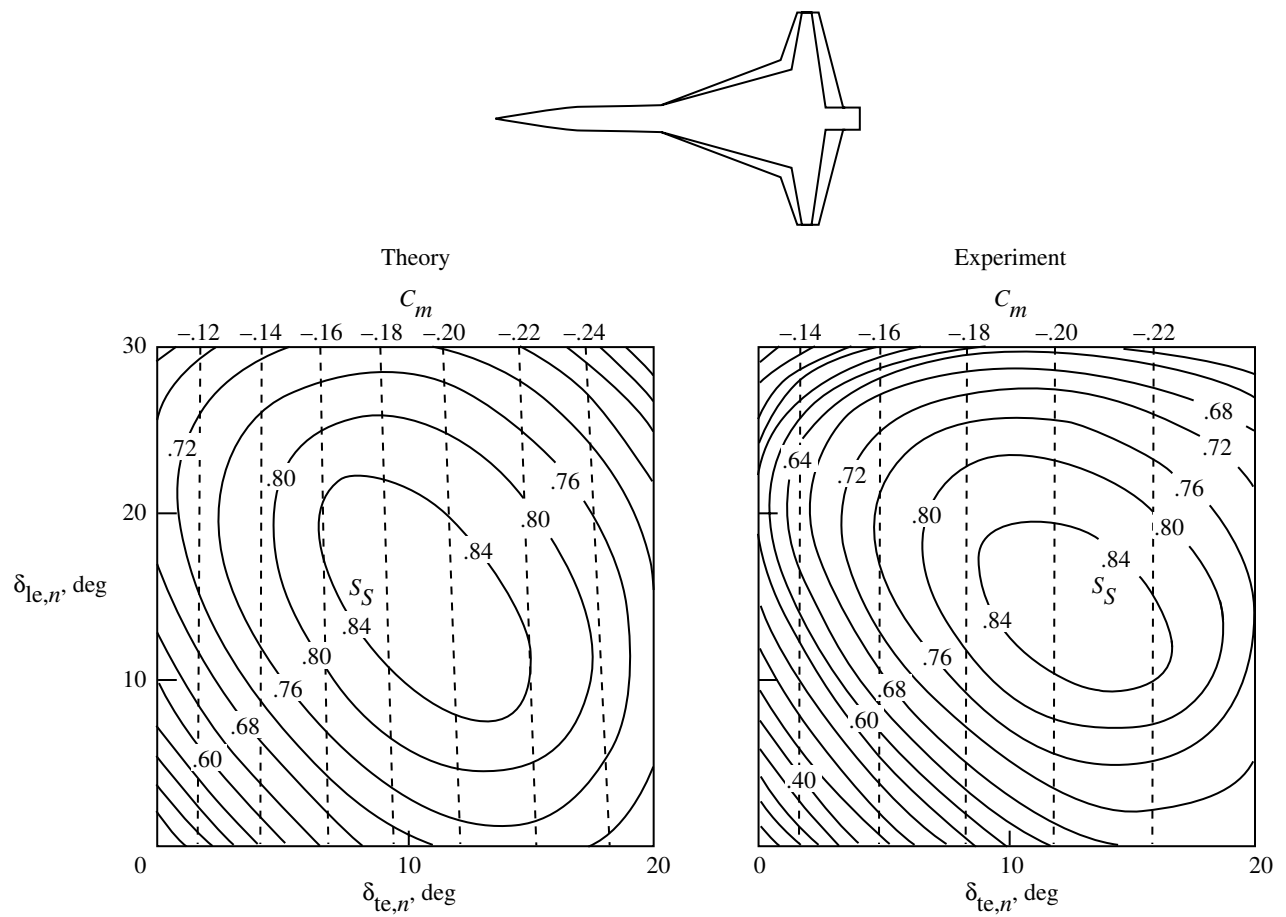 Theory
C_m
–.12 –.14 –.16 –.18 –.20 –.22 –.24
30
.72
.80
.76
20
.80
.84
δ_le,n, deg
S_S
.84
.80
10
.76
.68
.60
0
10
20
δ_te,n, deg
Experiment
C_m
–.14 –.16 –.18 –.20 –.22
.68
.72
.64
.72
.76
.80
.80
.84
S_S
.84
.76
.68
.60
.40
0
10
20
δ_te,n, deg